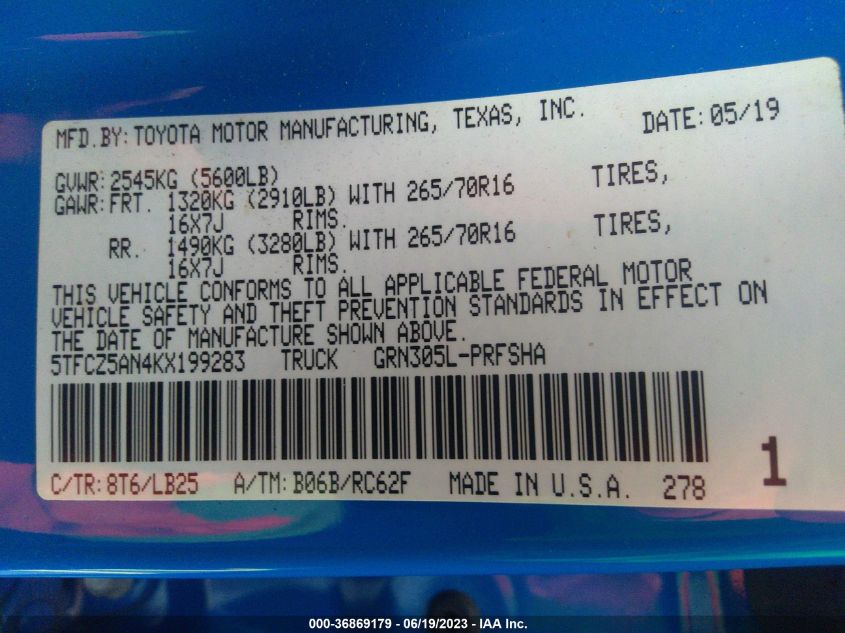 MFD.BY: TOYOTA MOTOR MANUFACTURING, TEXAS, INC. DATE: 05/19
GVWR: 2545KG (5600LB)
GAWR: FRT. 1320KG (2910LB) WITH 265/70R16 TIRES,
16X7J RIMS.
RR. 1490KG (3280LB) WITH 265/70R16 TIRES,
16X7J RIMS.
THIS VEHICLE CONFORMS TO ALL APPLICABLE FEDERAL MOTOR
VEHICLE SAFETY AND THEFT PREVENTION STANDARDS IN EFFECT ON
THE DATE OF MANUFACTURE SHOWN ABOVE.
5TFCZ5AN4KX199283 TRUCK GRN305L-PRFSHA
C/TR: 8T6/LB25 A/TM: B06B/RC62F MADE IN U.S.A. 278 1
000-36869179 - 06/19/2023 - IAA Inc.